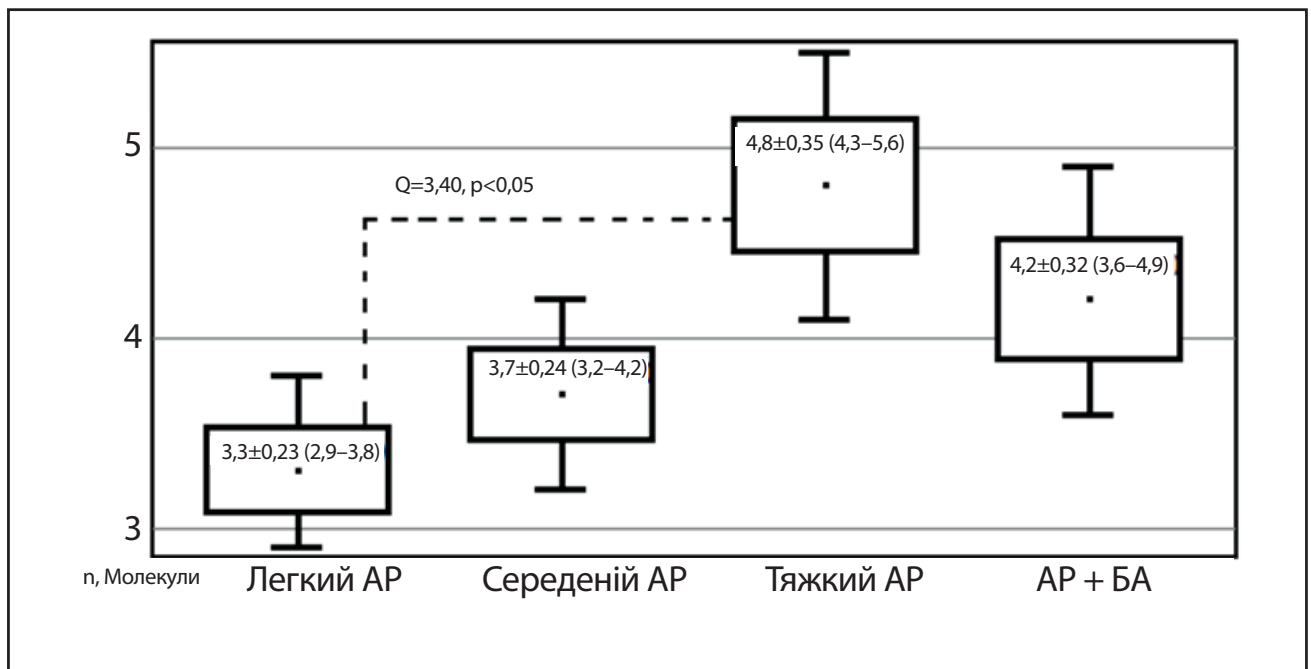 5
4,8±0,35 (4,3–5,6)
Q=3,40, p<0,05
4,2±0,32 (3,6–4,9)
4
3,7±0,24 (3,2–4,2)
3,3±0,23 (2,9–3,8)
3
n, Молекули
Легкий АР
Середеній АР
Тяжкий АР
АР + БА